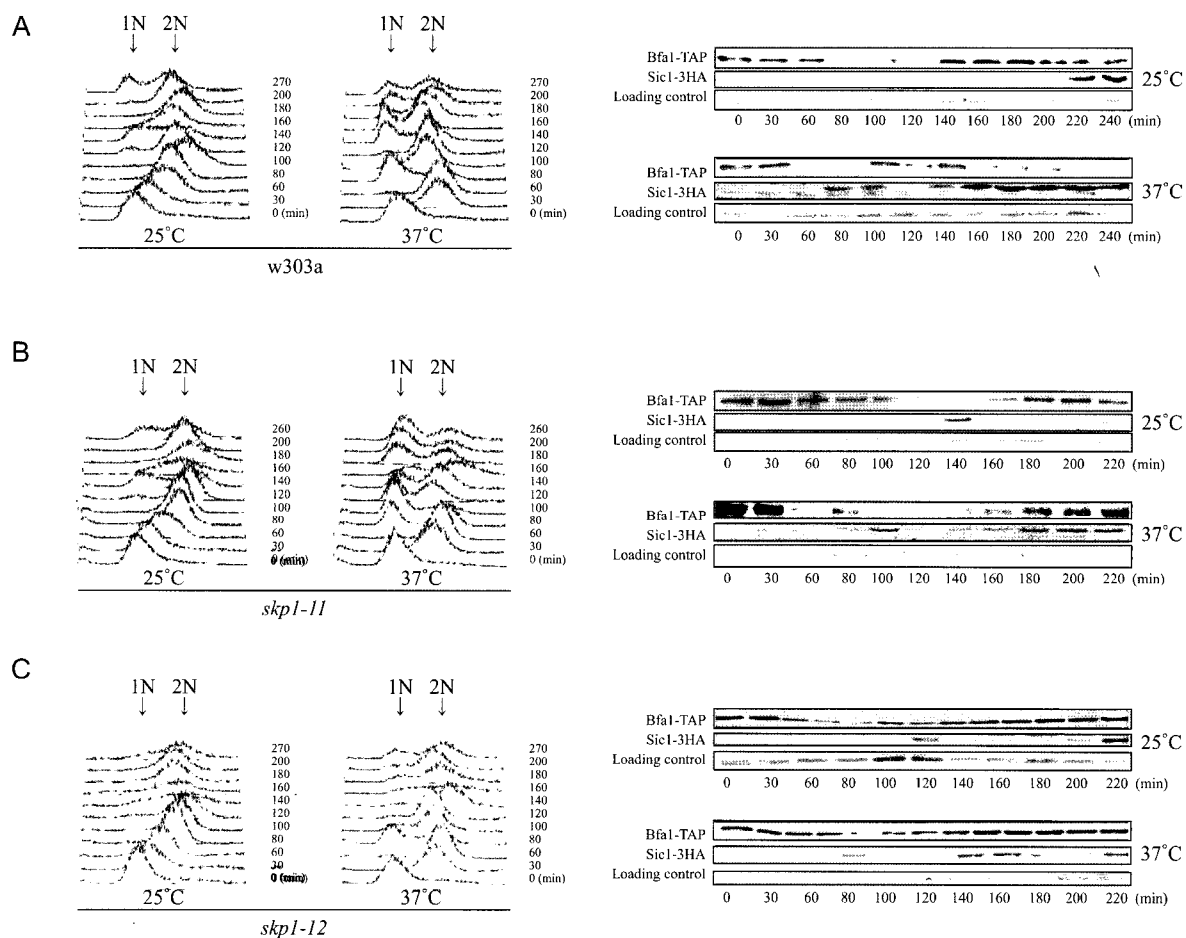 A
1N 2N
1N 2N
270
200
180
160
140
120
100
80
60
30
0 (min)
270
200
180
160
140
120
100
80
60
30
0 (min)
25°C
37°C
w303a
Bfa1-TAP
Sic1-3HA
Loading control
25°C
0 30 60 80 100 120 140 160 180 200 220 240 (min)
Bfa1-TAP
Sic1-3HA
Loading control
37°C
0 30 60 80 100 120 140 160 180 200 220 240 (min)
B
1N 2N
1N 2N
260
200
180
160
140
120
100
80
60
30
0 (min)
260
200
180
160
140
120
100
80
60
30
0 (min)
25°C
37°C
skp1-11
Bfa1-TAP
Sic1-3HA
Loading control
25°C
0 30 60 80 100 120 140 160 180 200 220 (min)
Bfa1-TAP
Sic1-3HA
Loading control
37°C
0 30 60 80 100 120 140 160 180 200 220 (min)
C
1N 2N
1N 2N
270
200
180
160
140
120
100
80
60
30
0 (min)
270
200
180
160
140
120
100
80
60
30
0 (min)
25°C
37°C
skp1-12
Bfa1-TAP
Sic1-3HA
Loading control
25°C
0 30 60 80 100 120 140 160 180 200 220 (min)
Bfa1-TAP
Sic1-3HA
Loading control
37°C
0 30 60 80 100 120 140 160 180 200 220 (min)